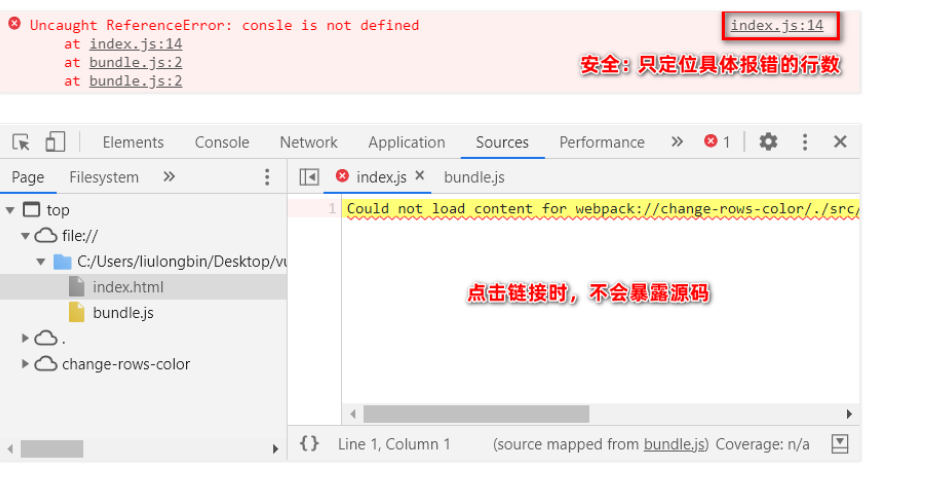 Uncaught ReferenceError: consle is not defined index.js:14
at index.js:14
at bundle.js:2
at bundle.js:2
安全：只定位具体报错的行数
Elements Console Network Application Sources Performance » 1
Page Filesystem » index.js × bundle.js
top
1 Could not load content for webpack://change-rows-color/./src/
file://
C:/Users/liulongbin/Desktop/vu
index.html
点击链接时，不会暴露源码
bundle.js
.
change-rows-color
{} Line 1, Column 1 (source mapped from bundle.js) Coverage: n/a